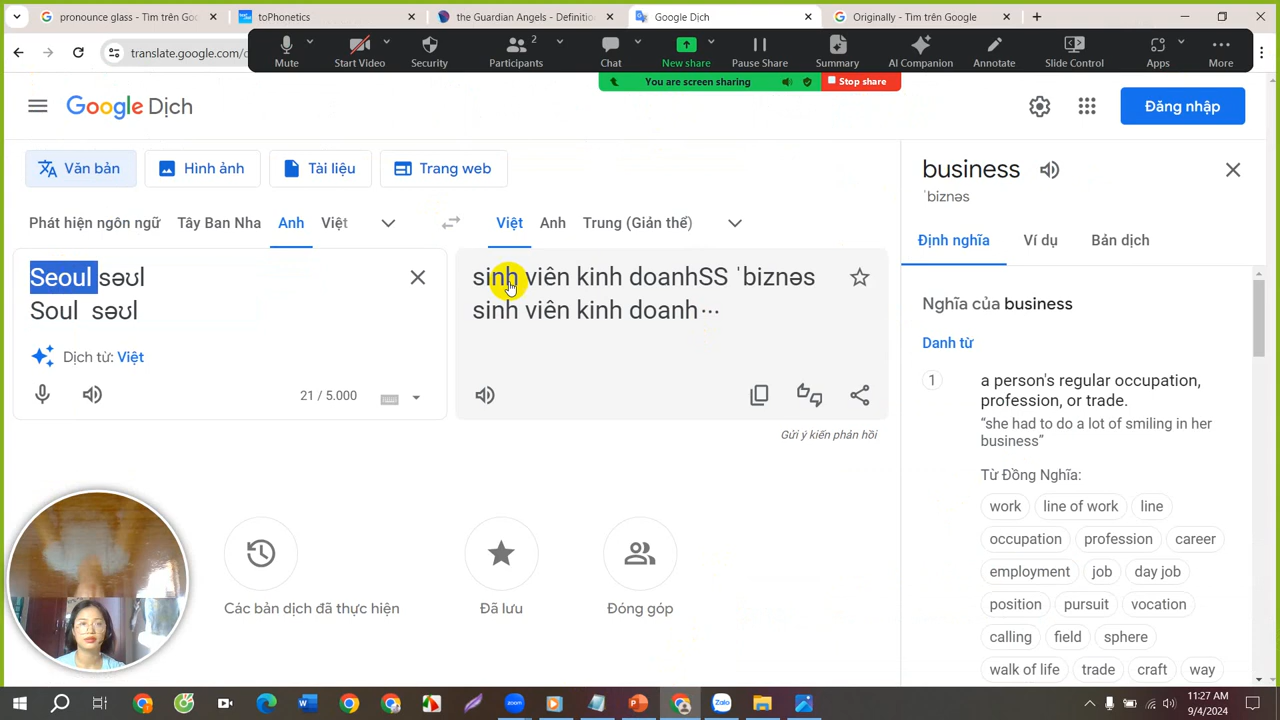 pronounce glass - Tìm trên Goo
toPhonetics
the Guardian Angels - Definition
Google Dịch
Originally - Tìm trên Google
translate.google.com/
Mute
Start Video
Security
Participants
2
Chat
New share
Pause Share
Summary
AI Companion
Annotate
Slide Control
Apps
More
You are screen sharing
Stop share
Google Dịch
Đăng nhập
Văn bản
Hình ảnh
Tài liệu
Trang web
Phát hiện ngôn ngữ
Tây Ban Nha
Anh
Việt
Việt
Anh
Trung (Giản thể)
Seoul səʊl
Soul səʊl
Dịch từ: Việt
21 / 5.000
sinh viên kinh doanhSS ˈbiznəs
sinh viên kinh doanh···
Gửi ý kiến phản hồi
Các bản dịch đã thực hiện
Đã lưu
Đóng góp
business
ˈbiznəs
Định nghĩa
Ví dụ
Bản dịch
Nghĩa của business
Danh từ
1
a person's regular occupation,
profession, or trade.
“she had to do a lot of smiling in her
business”
Từ Đồng Nghĩa:
work
line of work
line
occupation
profession
career
employment
job
day job
position
pursuit
vocation
calling
field
sphere
walk of life
trade
craft
way
11:27 AM
9/4/2024